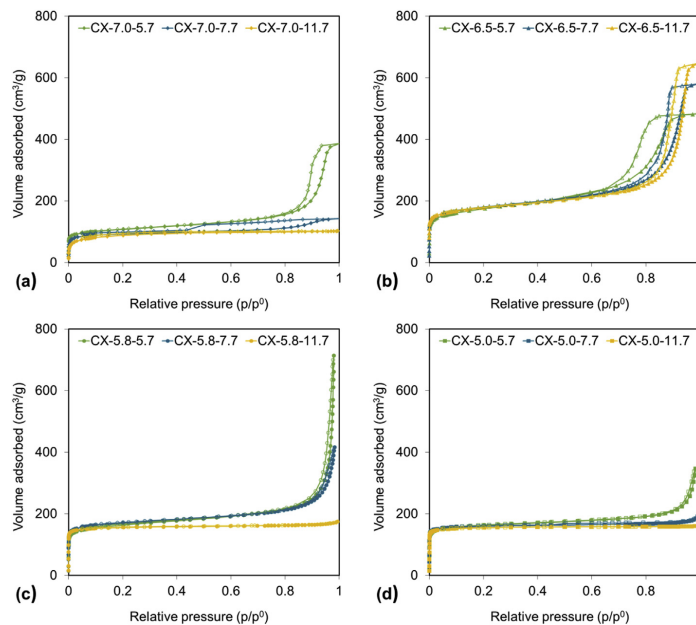 CX-7.0-5.7 CX-7.0-7.7 CX-7.0-11.7
800
600
400
200
0
Volume adsorbed (cm³/g)
0 0.2 0.4 0.6 0.8 1
Relative pressure (p/p⁰)
(a)
CX-6.5-5.7 CX-6.5-7.7 CX-6.5-11.7
800
600
400
200
0
Volume adsorbed (cm³/g)
0 0.2 0.4 0.6 0.8
Relative pressure (p/p⁰)
(b)
CX-5.8-5.7 CX-5.8-7.7 CX-5.8-11.7
800
600
400
200
0
Volume adsorbed (cm³/g)
0 0.2 0.4 0.6 0.8 1
Relative pressure (p/p⁰)
(c)
CX-5.0-5.7 CX-5.0-7.7 CX-5.0-11.7
800
600
400
200
0
Volume adsorbed (cm³/g)
0 0.2 0.4 0.6 0.8
Relative pressure (p/p⁰)
(d)